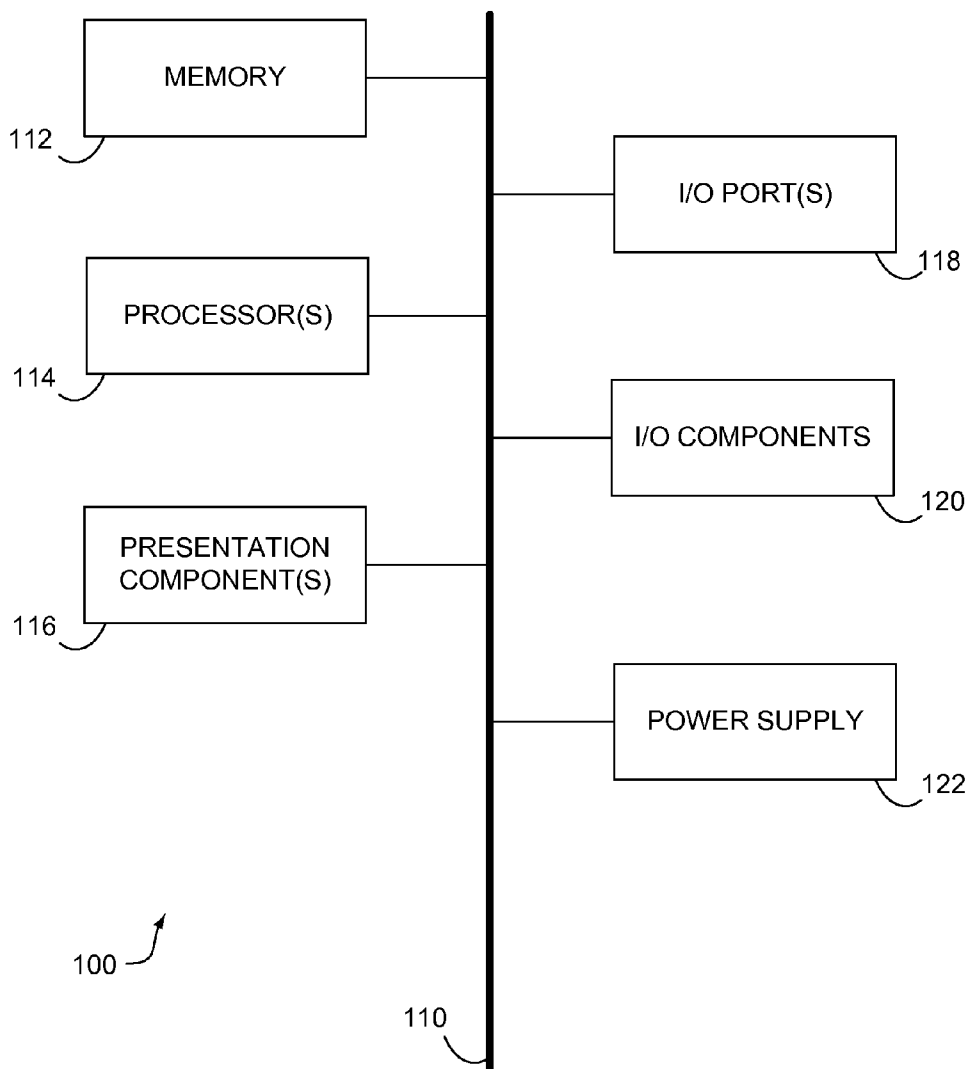 MEMORY
112
I/O PORT(S)
118
PROCESSOR(S)
114
I/O COMPONENTS
120
PRESENTATION
COMPONENT(S)
116
POWER SUPPLY
122
100
110